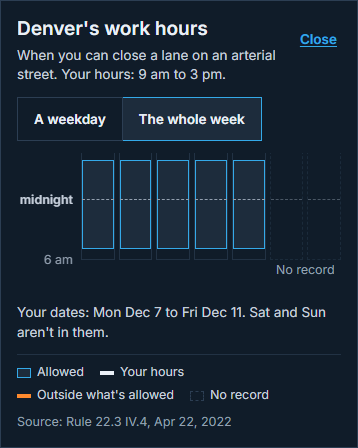 Denver's work hours
Close
When you can close a lane on an arterial
street. Your hours: 9 am to 3 pm.
A weekday
The whole week
midnight
6 am
No record
Your dates: Mon Dec 7 to Fri Dec 11. Sat and Sun
aren't in them.
Allowed
Your hours
Outside what's allowed
No record
Source: Rule 22.3 IV.4, Apr 22, 2022